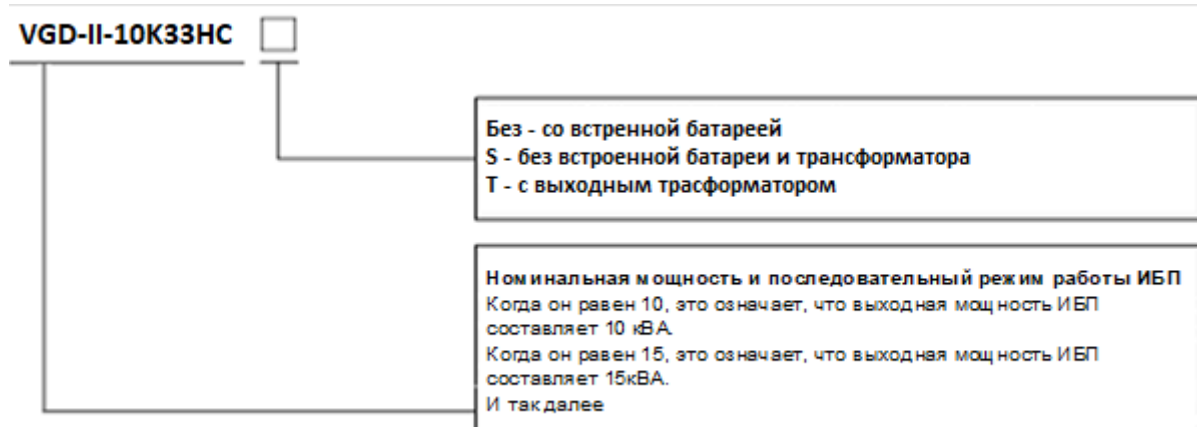 VGD-II-10K33HC
Без - со встренной батареей
S - без встроенной батареи и трансформатора
Т - с выходным трасформатором
Номинальная мощность и последовательный режим работы ИБП
Когда он равен 10, это означает, что выходная мощность ИБП
составляет 10 кВА.
Когда он равен 15, это означает, что выходная мощность ИБП
составляет 15кВА.
И так далее